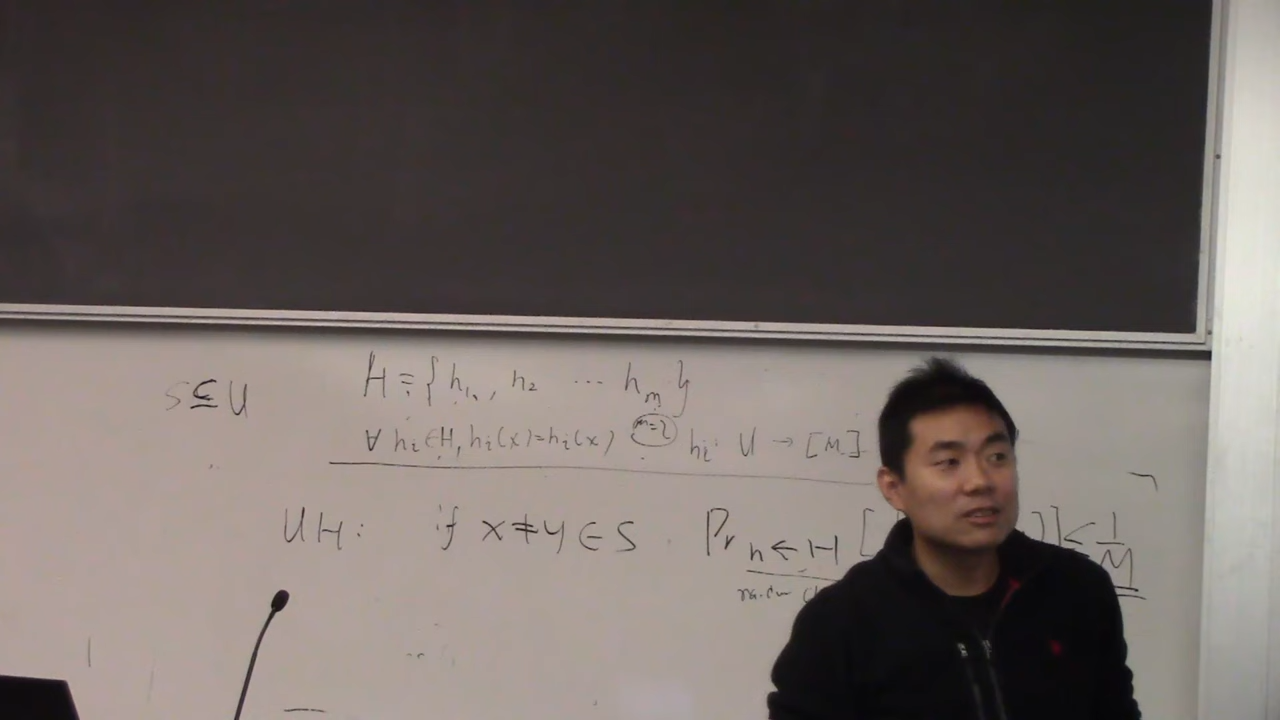 S ⊆ U
H = {h₁, h₂ ... hₘ}
∀ hᵢ ∈ H, hᵢ(x) = hᵢ(x) m=2 hᵢ: U → [M]
UH: if x ≠ y ∈ S. Pr h ← H [ )] ≤ 1/M